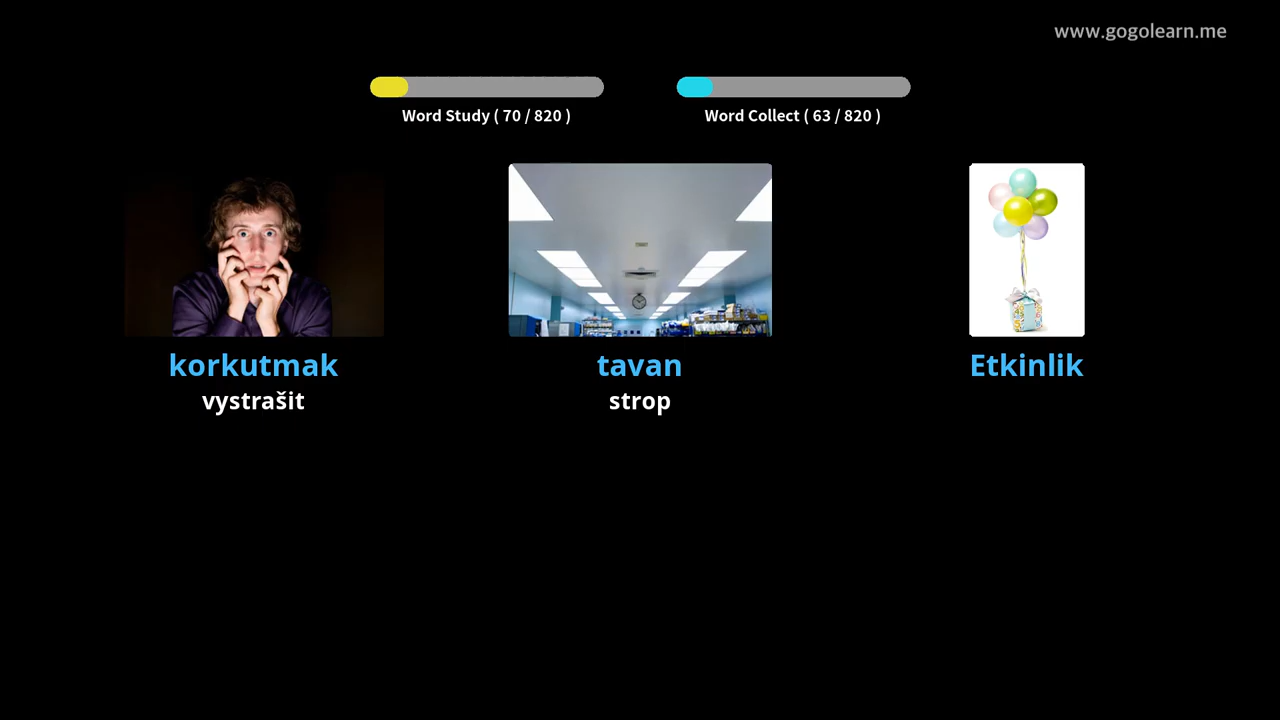 www.gogolearn.me
Word Study ( 70 / 820 )
Word Collect ( 63 / 820 )
korkutmak
vystrašit
tavan
strop
Etkinlik